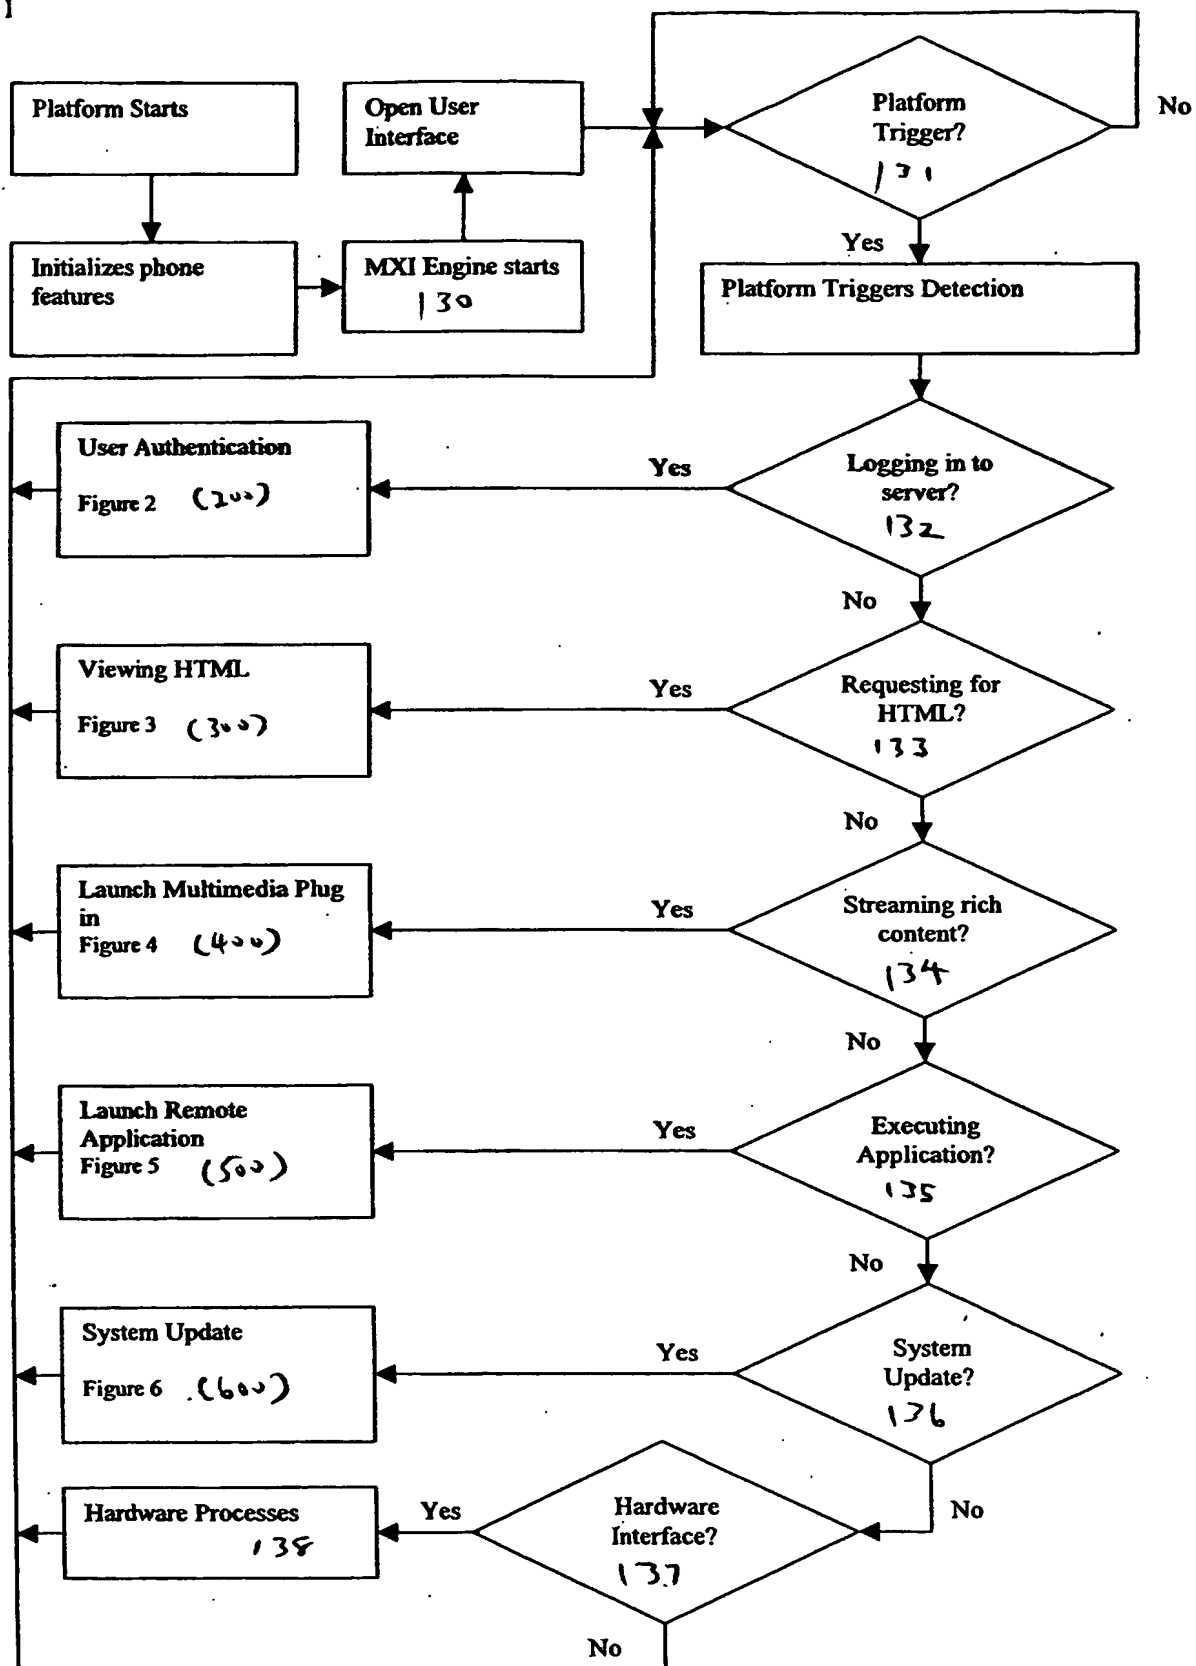 1
Platform Starts
Open User
Interface
Platform
Trigger?
131
No
Yes
Initializes phone
features
MXI Engine starts
130
Platform Triggers Detection
User Authentication
Figure 2 (200)
Yes
Logging in to
server?
132
No
Viewing HTML
Figure 3 (300)
Yes
Requesting for
HTML?
133
No
Launch Multimedia Plug
in
Figure 4 (400)
Yes
Streaming rich
content?
134
No
Launch Remote
Application
Figure 5 (500)
Yes
Executing
Application?
135
No
System Update
Figure 6 (600)
Yes
System
Update?
136
No
Hardware Processes
138
Yes
Hardware
Interface?
137
No